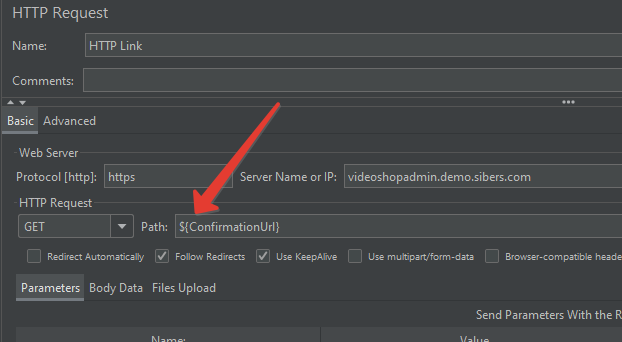 HTTP Request
Name: HTTP Link
Comments:
Basic Advanced
Web Server
Protocol [http]: https Server Name or IP: videoshopadmin.demo.sibers.com
HTTP Request
GET Path: ${ConfirmationUrl}
Redirect Automatically Follow Redirects Use KeepAlive Use multipart/form-data Browser-compatible heade
Parameters Body Data Files Upload
Send Parameters With the R
Name: Value